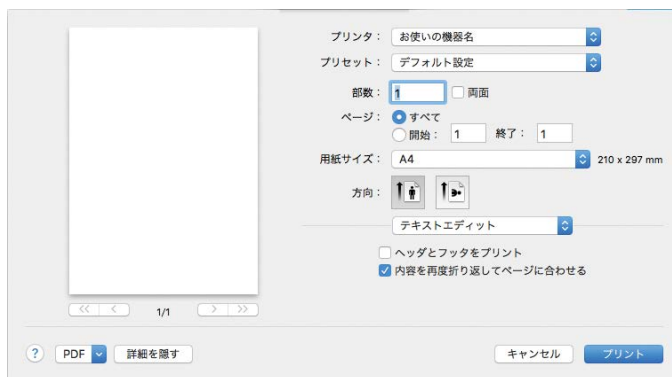 プリンタ： お使いの機器名
プリセット： デフォルト設定
部数： 1 両面
ページ： すべて
開始： 1 終了： 1
用紙サイズ： A4 210 x 297 mm
方向：
テキストエディット
ヘッダとフッタをプリント
内容を再度折り返してページに合わせる
<< < 1/1 > >>
? PDF 詳細を隠す キャンセル プリント